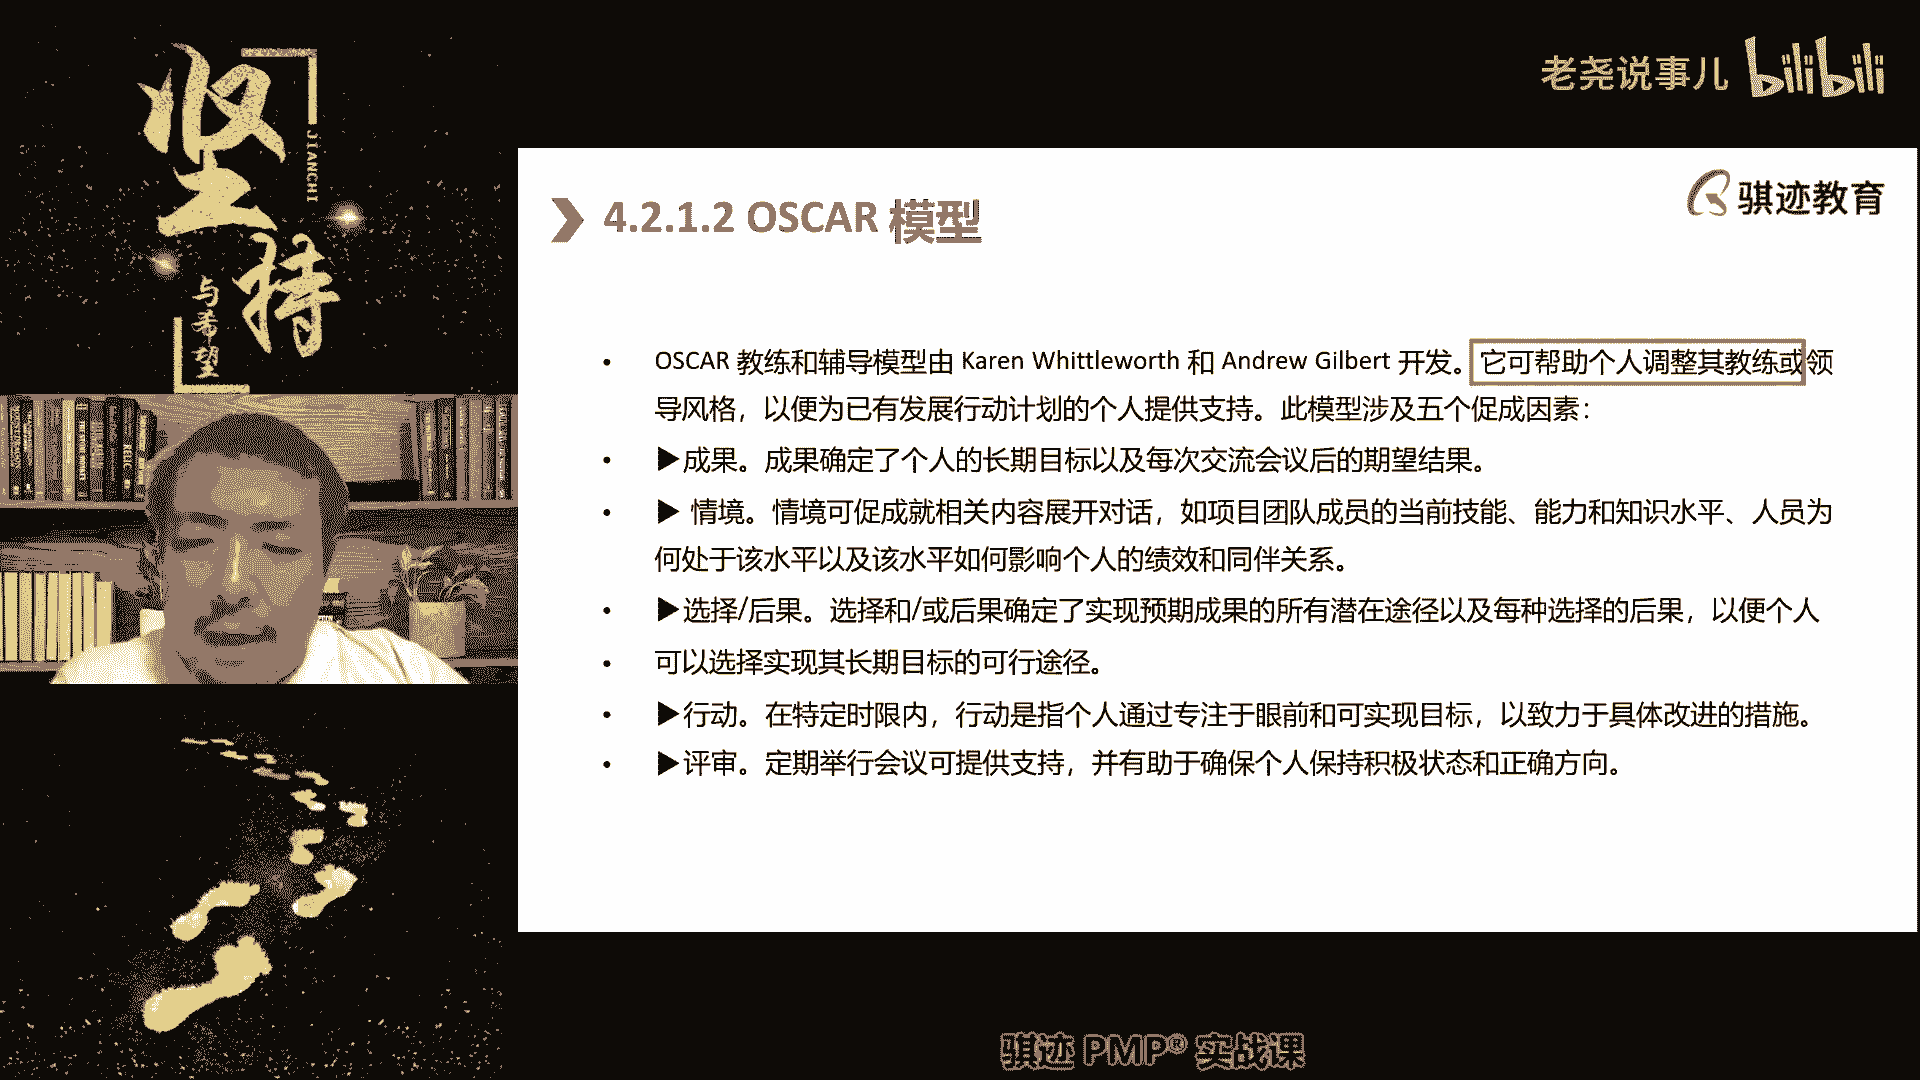 坚持
JIANCHI
与希望
老尧说事儿 bilibili
骐迹教育
4.2.1.2 OSCAR 模型
• OSCAR 教练和辅导模型由 Karen Whittleworth 和 Andrew Gilbert 开发。它可帮助个人调整其教练或领
导风格，以便为已有发展行动计划的个人提供支持。此模型涉及五个促成因素：
• ▶成果。成果确定了个人的长期目标以及每次交流会议后的期望结果。
• ▶ 情境。情境可促成就相关内容展开对话，如项目团队成员的当前技能、能力和知识水平、人员为
何处于该水平以及该水平如何影响个人的绩效和同伴关系。
• ▶选择/后果。选择和/或后果确定了实现预期成果的所有潜在途径以及每种选择的后果，以便个人
• 可以选择实现其长期目标的可行途径。
• ▶行动。在特定时限内，行动是指个人通过专注于眼前和可实现目标，以致力于具体改进的措施。
• ▶评审。定期举行会议可提供支持，并有助于确保个人保持积极状态和正确方向。
骐迹 PMP® 实战课